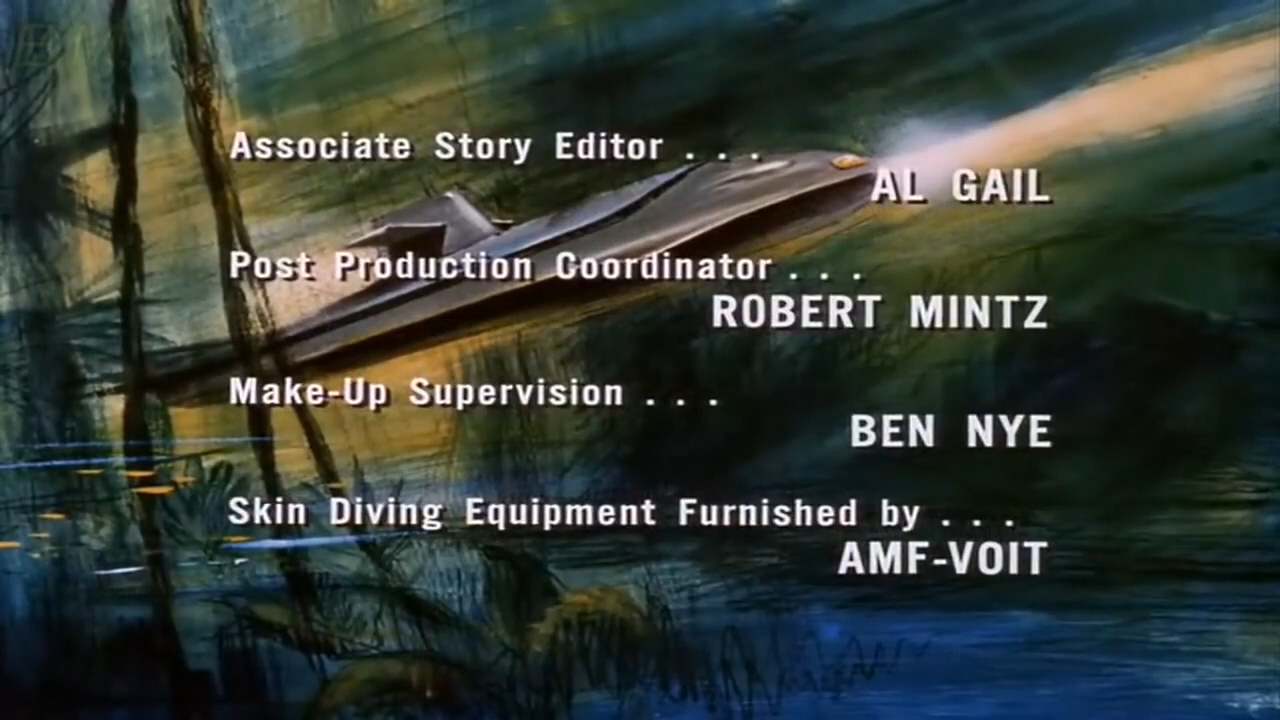 Associate Story Editor . . .
AL GAIL
Post Production Coordinator . . .
ROBERT MINTZ
Make-Up Supervision . . .
BEN NYE
Skin Diving Equipment Furnished by . . .
AMF-VOIT